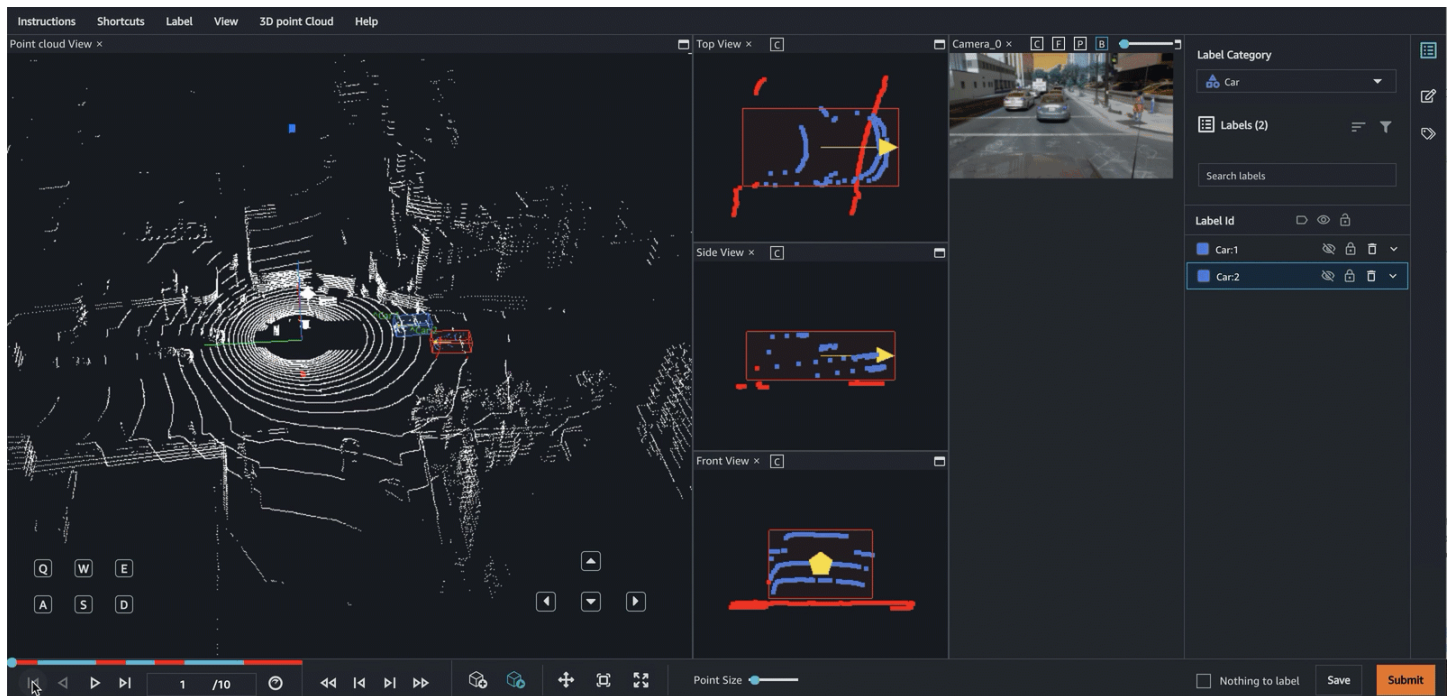 Instructions Shortcuts Label View 3D point Cloud Help
Point cloud View ×
Top View × C
Camera_0 × C F P B
Label Category
Car
Labels (2)
Search labels
Label Id
Car:1
Car:2
Side View × C
Front View × C
Q W E
A S D
1 /10
Point Size
Nothing to label Save Submit